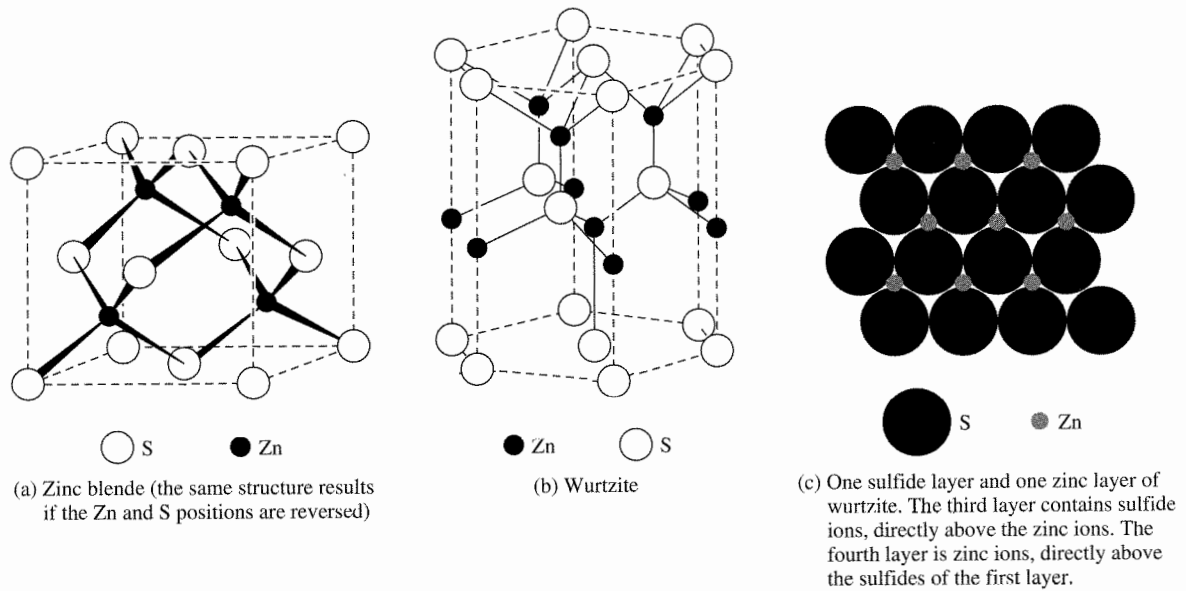 S
Zn
(a) Zinc blende (the same structure results
if the Zn and S positions are reversed)
Zn
S
(b) Wurtzite
S
Zn
(c) One sulfide layer and one zinc layer of
wurtzite. The third layer contains sulfide
ions, directly above the zinc ions. The
fourth layer is zinc ions, directly above
the sulfides of the first layer.